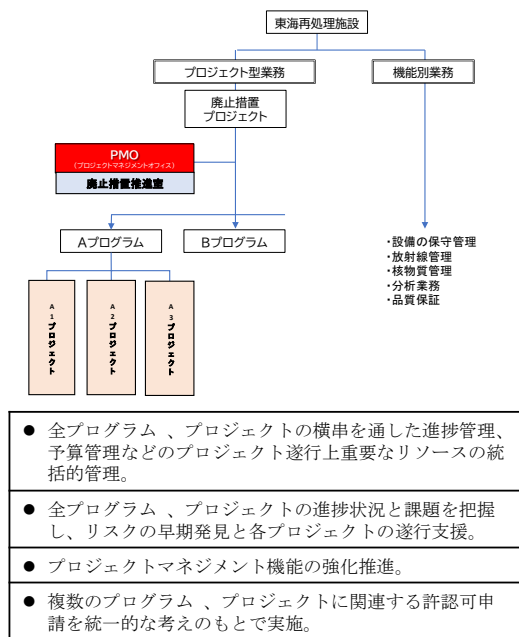 東海再処理施設
プロジェクト型業務
機能別業務
廃止措置
プロジェクト
PMO
(プロジェクトマネジメントオフィス)
廃止措置推進室
Aプログラム
Bプログラム
・設備の保守管理
・放射線管理
・核物質管理
・分析業務
・品質保証
A1プロジェクト
A2プロジェクト
A3プロジェクト
● 全プログラム 、プロジェクトの横串を通した進捗管理、
予算管理などのプロジェクト遂行上重要なリソースの統
括的管理。
● 全プログラム 、プロジェクトの進捗状況と課題を把握
し、リスクの早期発見と各プロジェクトの遂行支援。
● プロジェクトマネジメント機能の強化推進。
● 複数のプログラム 、プロジェクトに関連する許認可申
請を統一的な考えのもとで実施。